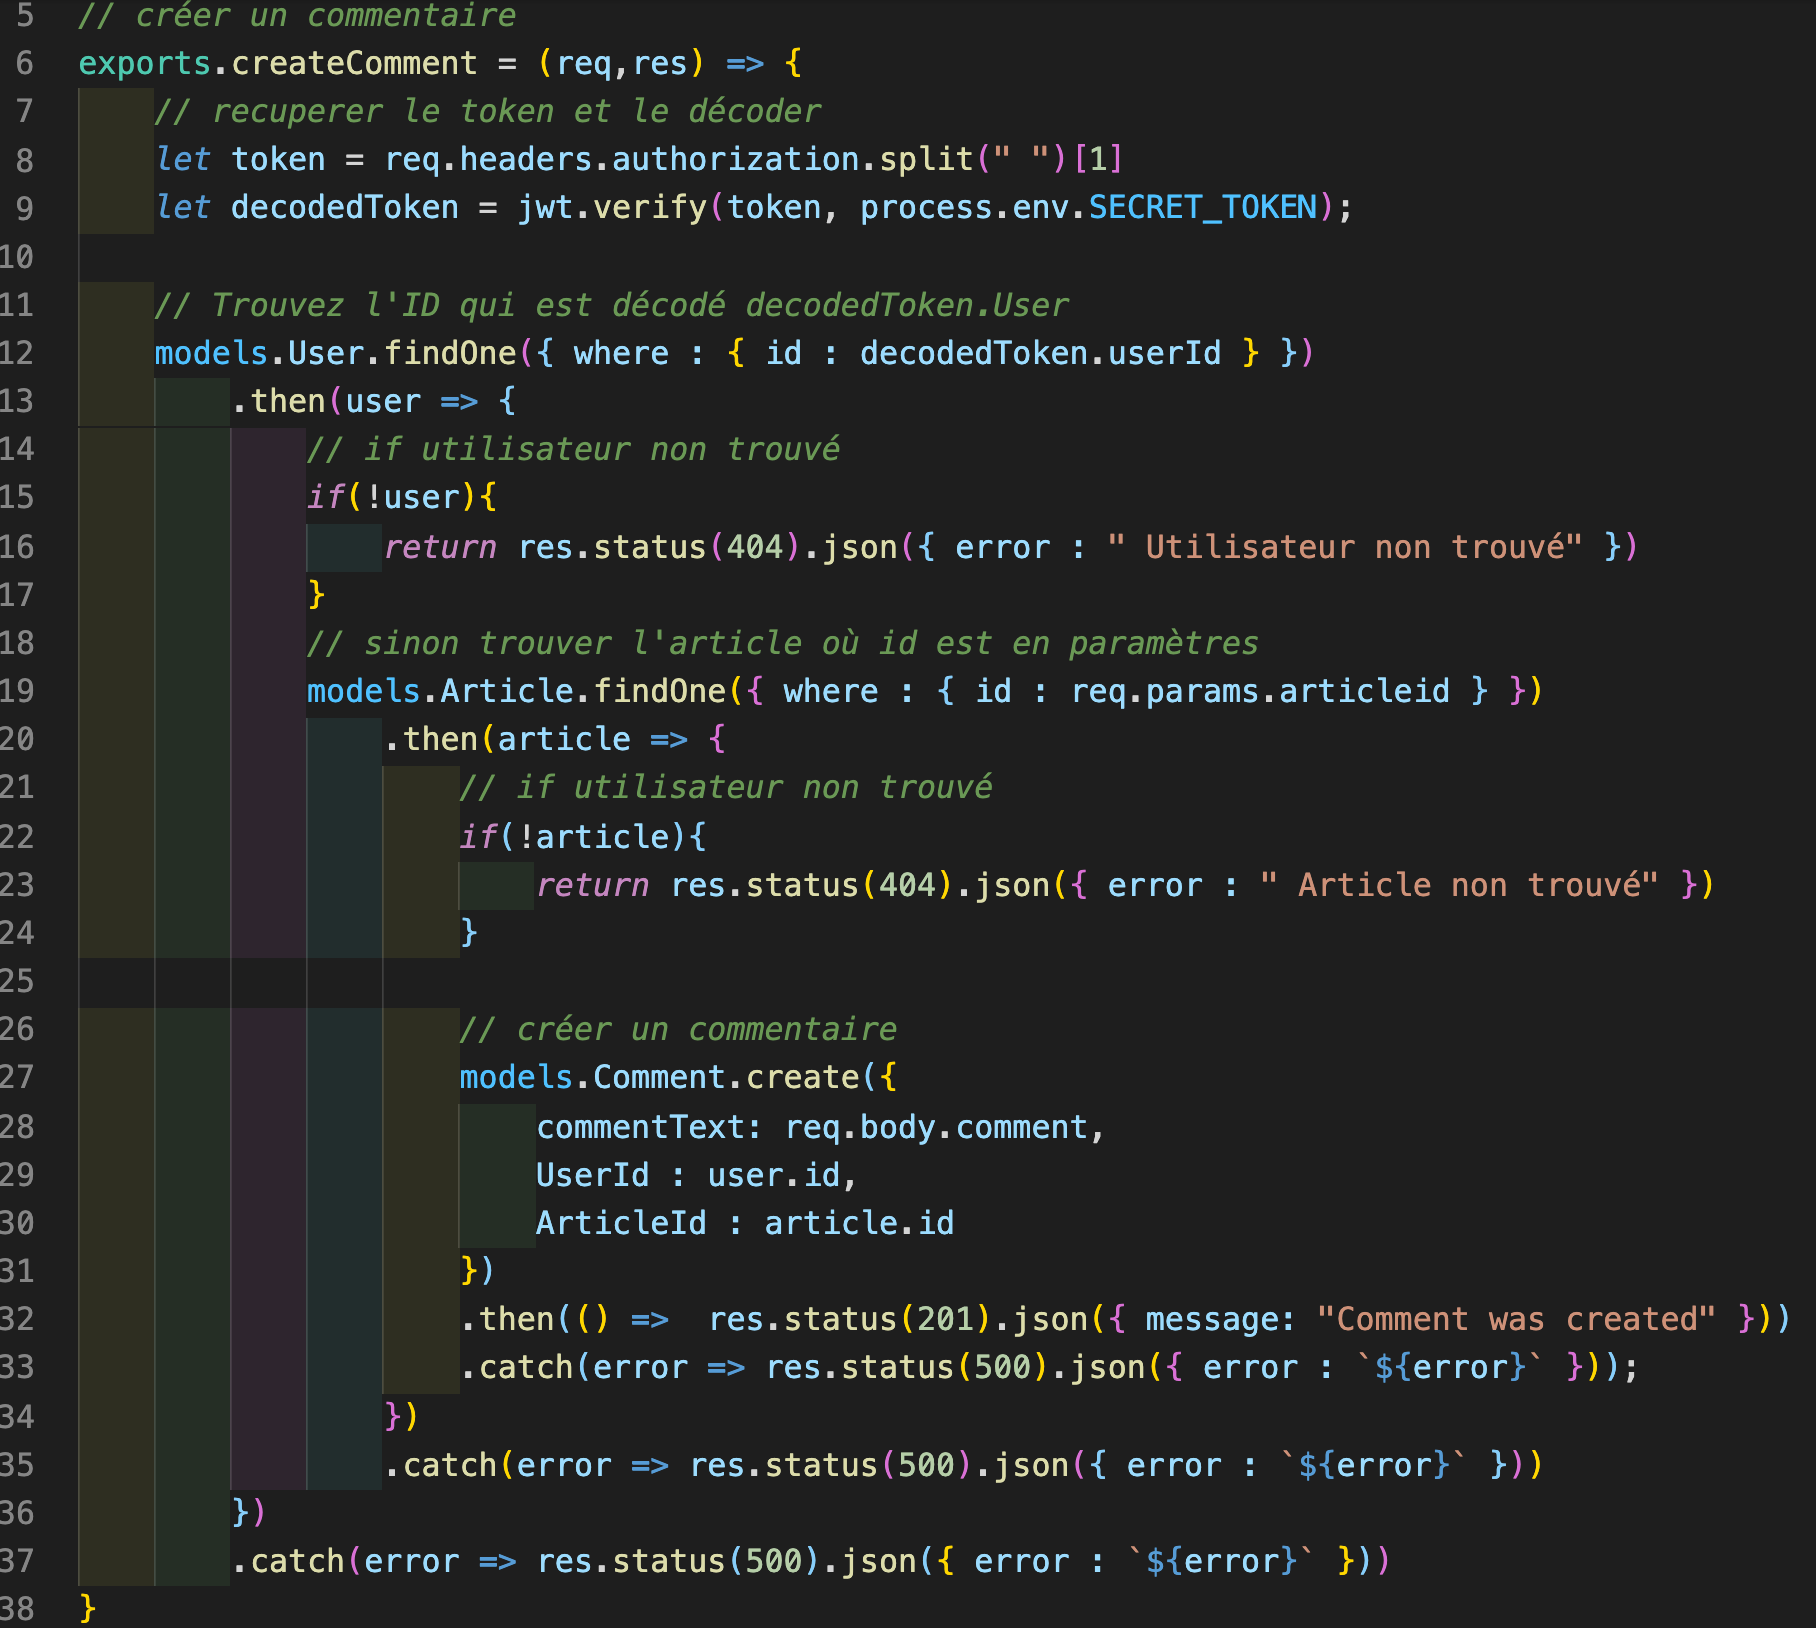 5 // créer un commentaire
6 exports.createComment = (req,res) => {
7 // recuperer le token et le décoder
8 let token = req.headers.authorization.split(" ")[1]
9 let decodedToken = jwt.verify(token, process.env.SECRET_TOKEN);
10
11 // Trouvez l'ID qui est décodé decodedToken.User
12 models.User.findOne({ where : { id : decodedToken.userId } })
13 .then(user => {
14 // if utilisateur non trouvé
15 if(!user){
16 return res.status(404).json({ error : " Utilisateur non trouvé" })
17 }
18 // sinon trouver l'article où id est en paramètres
19 models.Article.findOne({ where : { id : req.params.articleid } })
20 .then(article => {
21 // if utilisateur non trouvé
22 if(!article){
23 return res.status(404).json({ error : " Article non trouvé" })
24 }
25
26 // créer un commentaire
27 models.Comment.create({
28 commentText: req.body.comment,
29 UserId : user.id,
30 ArticleId : article.id
31 })
32 .then(() =>  res.status(201).json({ message: "Comment was created" }))
33 .catch(error => res.status(500).json({ error : `${error}` }));
34 })
35 .catch(error => res.status(500).json({ error : `${error}` }))
36 })
37 .catch(error => res.status(500).json({ error : `${error}` }))
38 }